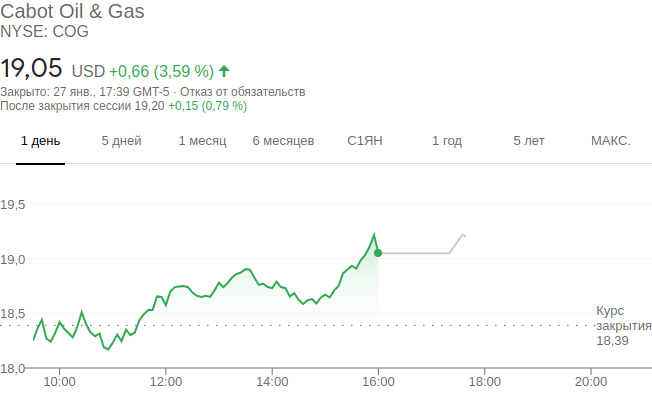 Cabot Oil & Gas
NYSE: COG
19,05 USD +0,66 (3,59 %)
Закрыто: 27 янв., 17:39 GMT-5 · Отказ от обязательств
После закрытия сессии 19,20 +0,15 (0,79 %)
1 день 5 дней 1 месяц 6 месяцев С1ЯН 1 год 5 лет МАКС.
19,5
19,0
18,5
Курс
закрытия
18,39
18,0
10:00 12:00 14:00 16:00 18:00 20:00